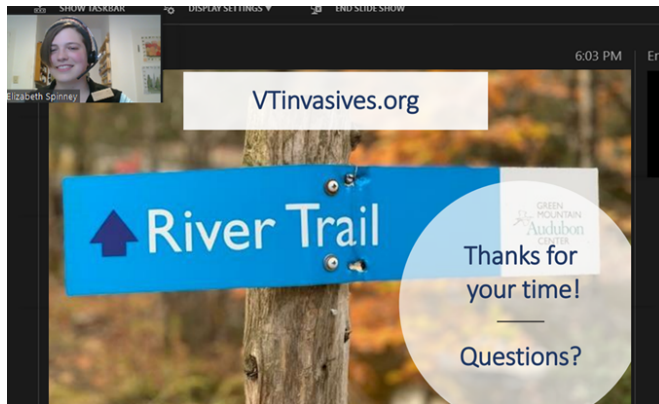 SHOW TASKBAR
DISPLAY SETTINGS ▼
END SLIDE SHOW
6:03 PM
Elizabeth Spinney
VTinvasives.org
River Trail
GREEN
MOUNTAIN
Audubon
CENTER
Thanks for
your time!
Questions?